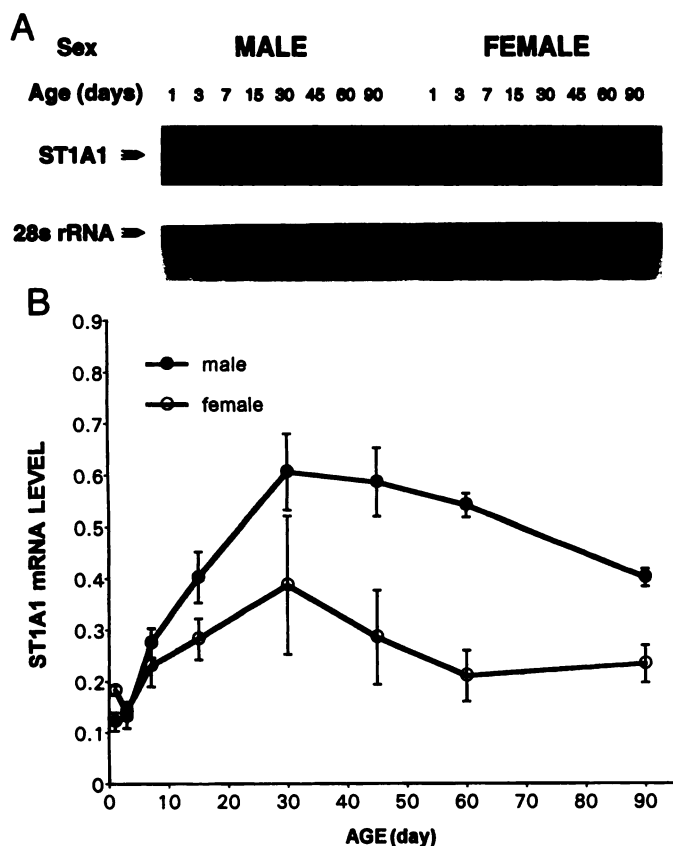 A
Sex MALE FEMALE
Age (days) 1 3 7 15 30 45 60 90 1 3 7 15 30 45 60 90
ST1A1
28s rRNA
B
0.9
0.8
0.7
0.6
0.5
0.4
0.3
0.2
0.1
0
male
female
ST1A1 mRNA LEVEL
0 10 20 30 40 50 60 70 80 90
AGE (day)